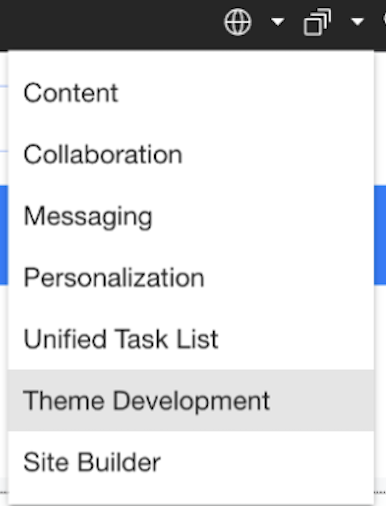 Content
Collaboration
Messaging
Personalization
Unified Task List
Theme Development
Site Builder